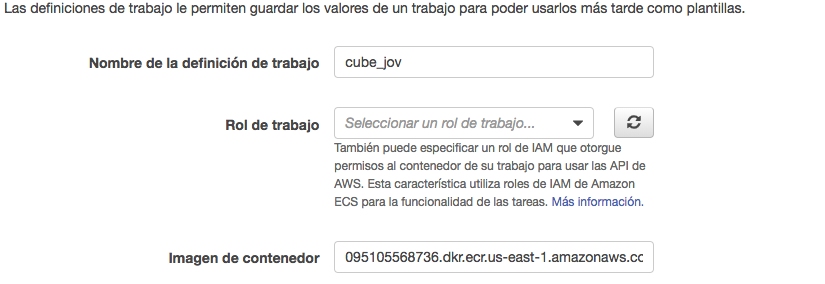 Las definiciones de trabajo le permiten guardar los valores de un trabajo para poder usarlos más tarde como plantillas.
Nombre de la definición de trabajo cube_jov
Rol de trabajo Seleccionar un rol de trabajo...
También puede especificar un rol de IAM que otorgue
permisos al contenedor de su trabajo para usar las API de
AWS. Esta característica utiliza roles de IAM de Amazon
ECS para la funcionalidad de las tareas. Más información.
Imagen de contenedor 095105568736.dkr.ecr.us-east-1.amazonaws.cc